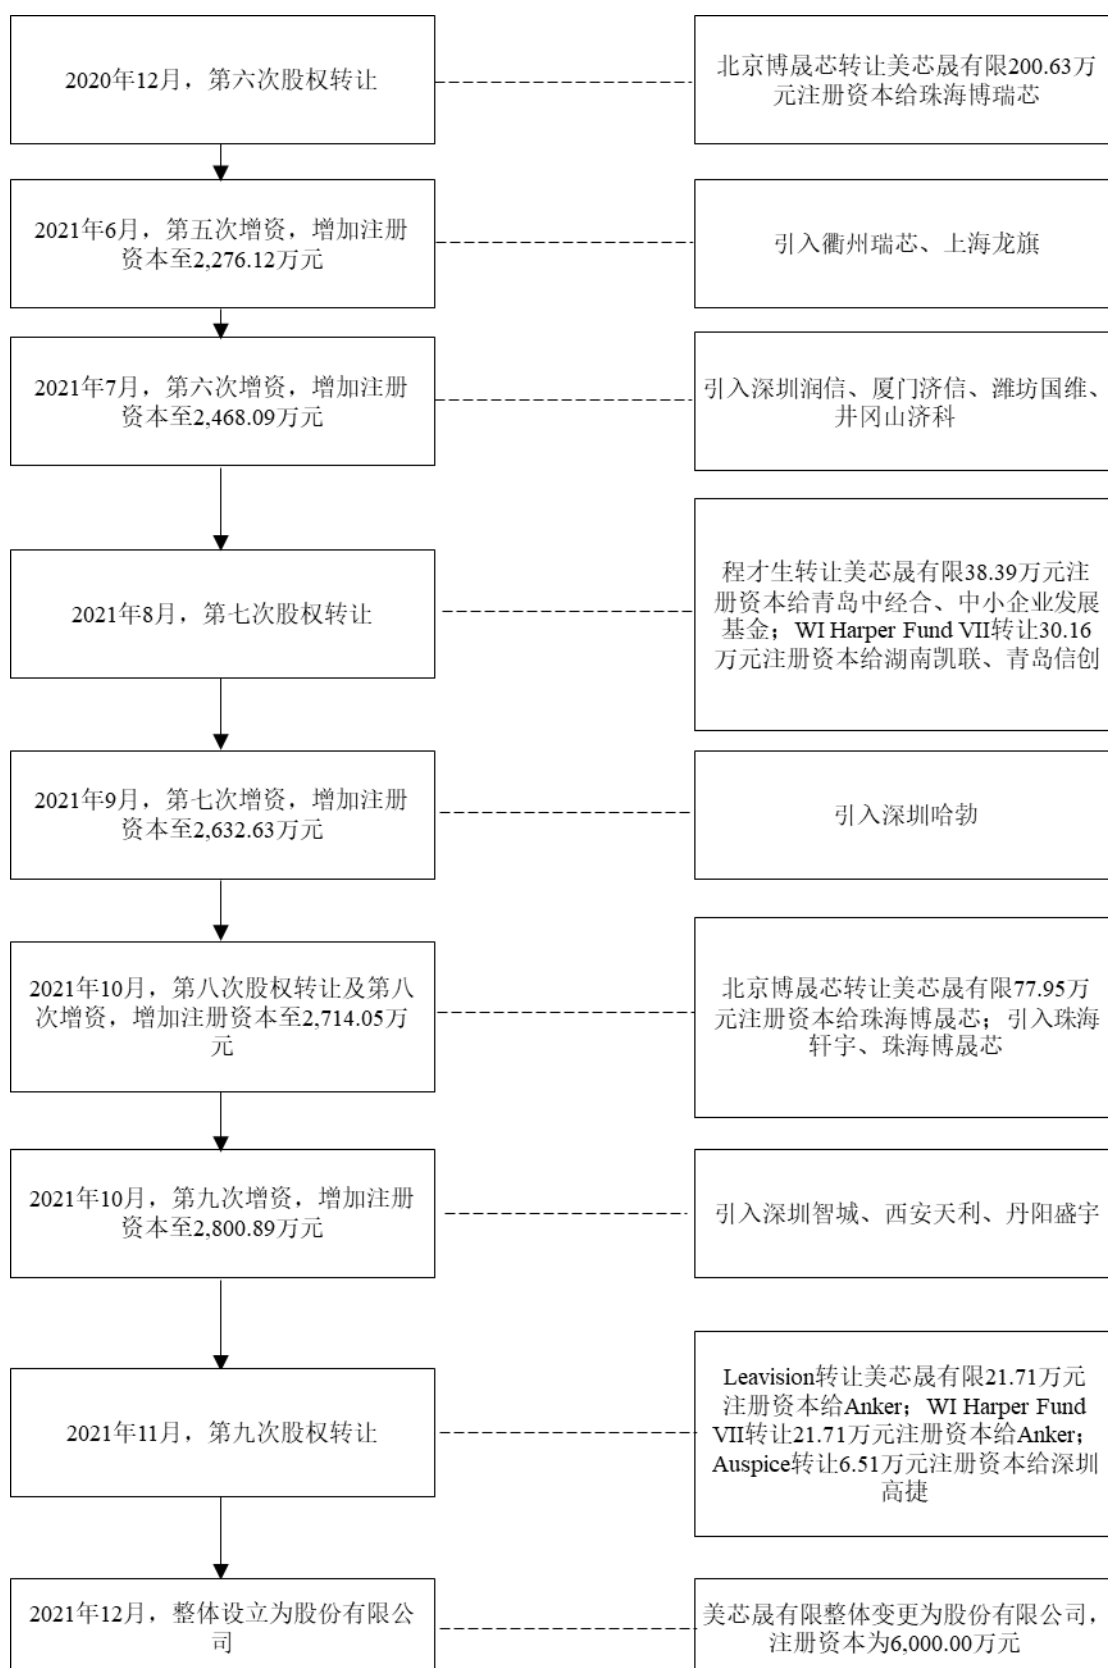 2020年12月，第六次股权转让
北京博晟芯转让美芯晟有限200.63万
元注册资本给珠海博瑞芯
2021年6月，第五次增资，增加注册
资本至2,276.12万元
引入衢州瑞芯、上海龙旗
2021年7月，第六次增资，增加注册
资本至2,468.09万元
引入深圳润信、厦门济信、潍坊国维、
井冈山济科
2021年8月，第七次股权转让
程才生转让美芯晟有限38.39万元注
册资本给青岛中经合、中小企业发展
基金；WI Harper Fund VII转让30.16
万元注册资本给湖南凯联、青岛信创
2021年9月，第七次增资，增加注册
资本至2,632.63万元
引入深圳哈勃
2021年10月，第八次股权转让及第八
次增资，增加注册资本至2,714.05万
元
北京博晟芯转让美芯晟有限77.95万
元注册资本给珠海博晟芯；引入珠海
轩宇、珠海博晟芯
2021年10月，第九次增资，增加注册
资本至2,800.89万元
引入深圳智城、西安天利、丹阳盛宇
2021年11月，第九次股权转让
Leavision转让美芯晟有限21.71万元
注册资本给Anker；WI Harper Fund
VII转让21.71万元注册资本给Anker；
Auspice转让6.51万元注册资本给深圳
高捷
2021年12月，整体设立为股份有限公
司
美芯晟有限整体变更为股份有限公司，
注册资本为6,000.00万元